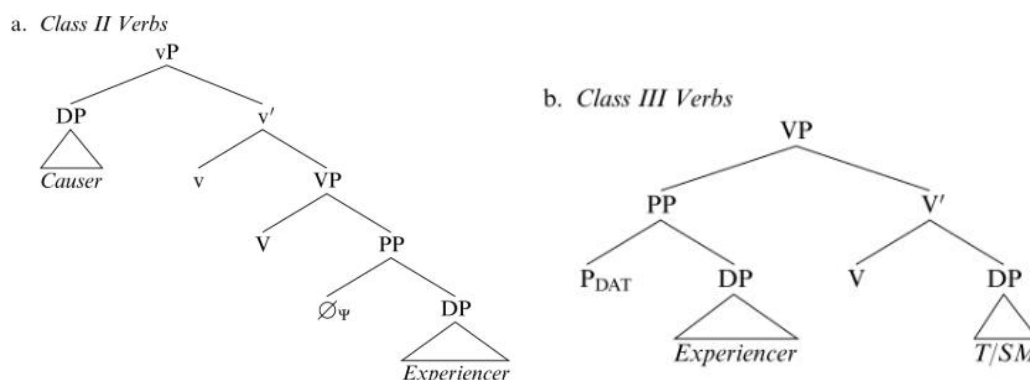 a. Class II Verbs
vP
DP v'
Causer v VP
V PP
∅Ψ DP
Experiencer
b. Class III Verbs
VP
PP V′
PDAT DP V DP
Experiencer T/SM